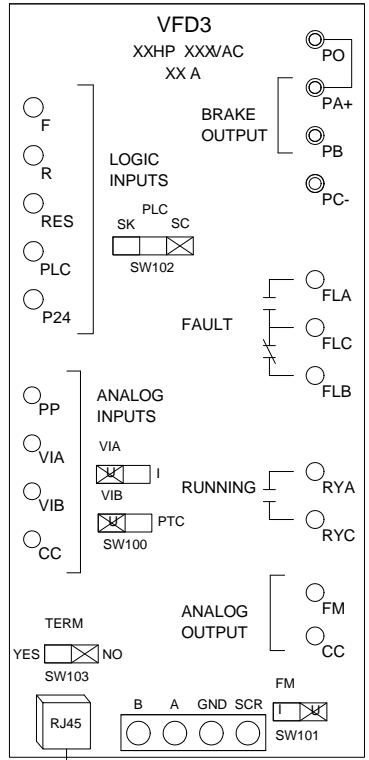 VFD3
XXHP XXXVAC
XX A
PO
PA+
BRAKE
OUTPUT
PB
PC-
F
R
RES
PLC
P24
LOGIC
INPUTS
PLC
SK SC
SW102
FLA
FAULT
FLC
FLB
PP
VIA
VIB
CC
ANALOG
INPUTS
VIA
U I
VIB
U PTC
SW100
RUNNING
RYA
RYC
ANALOG
OUTPUT
FM
CC
TERM
YES NO
SW103
RJ45
B A GND SCR
FM
I U
SW101